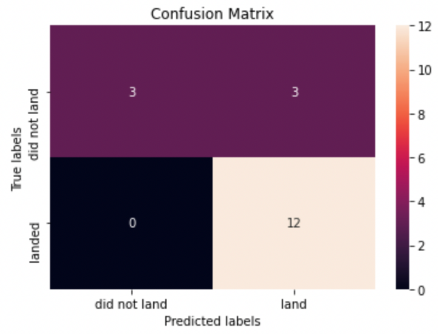 Confusion Matrix
True labels
did not land
landed
3
3
0
12
did not land
land
Predicted labels
12
10
8
6
4
2
0